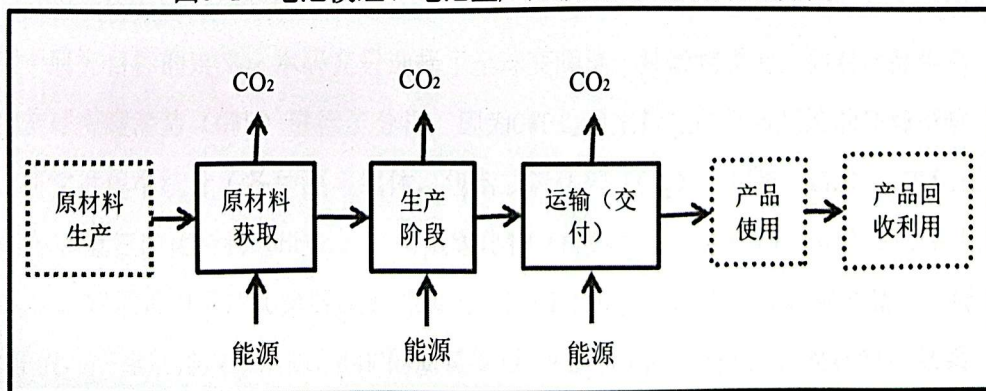 CO₂ CO₂ CO₂
原材料
生产
原材料
获取
生产
阶段
运输（交
付）
产品
使用
产品回
收利用
能源 能源 能源